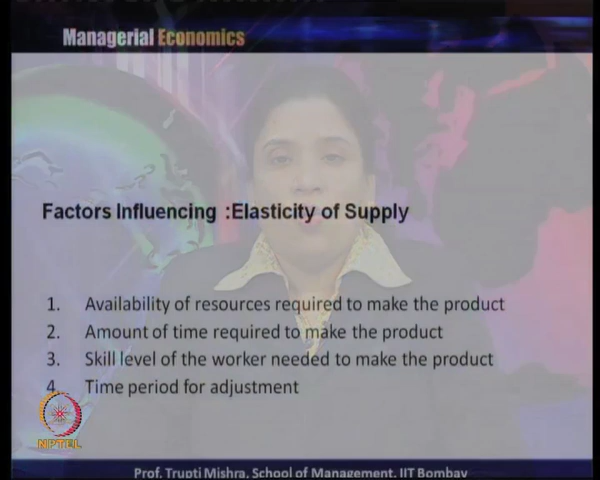 Managerial Economics
Factors Influencing :Elasticity of Supply
1. Availability of resources required to make the product
2. Amount of time required to make the product
3. Skill level of the worker needed to make the product
4. Time period for adjustment
NPTEL
Prof. Trupti Mishra, School of Management, IIT Bombay